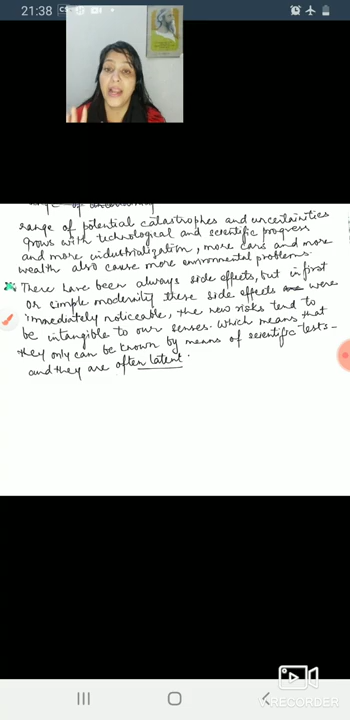 21:38
range of potential catastrophes and uncertainties
grows with technological and scientific progress
and more industrialization, more cars and more
wealth also cause more environmental problems.
There have been always side effects, but in first
or simple modernity these side effects were
immediately noticeable, the new risks tend to
be intangible to our senses. Which means that
they only can be known by means of scientific tests-
and they are often latent.
V RECORDER